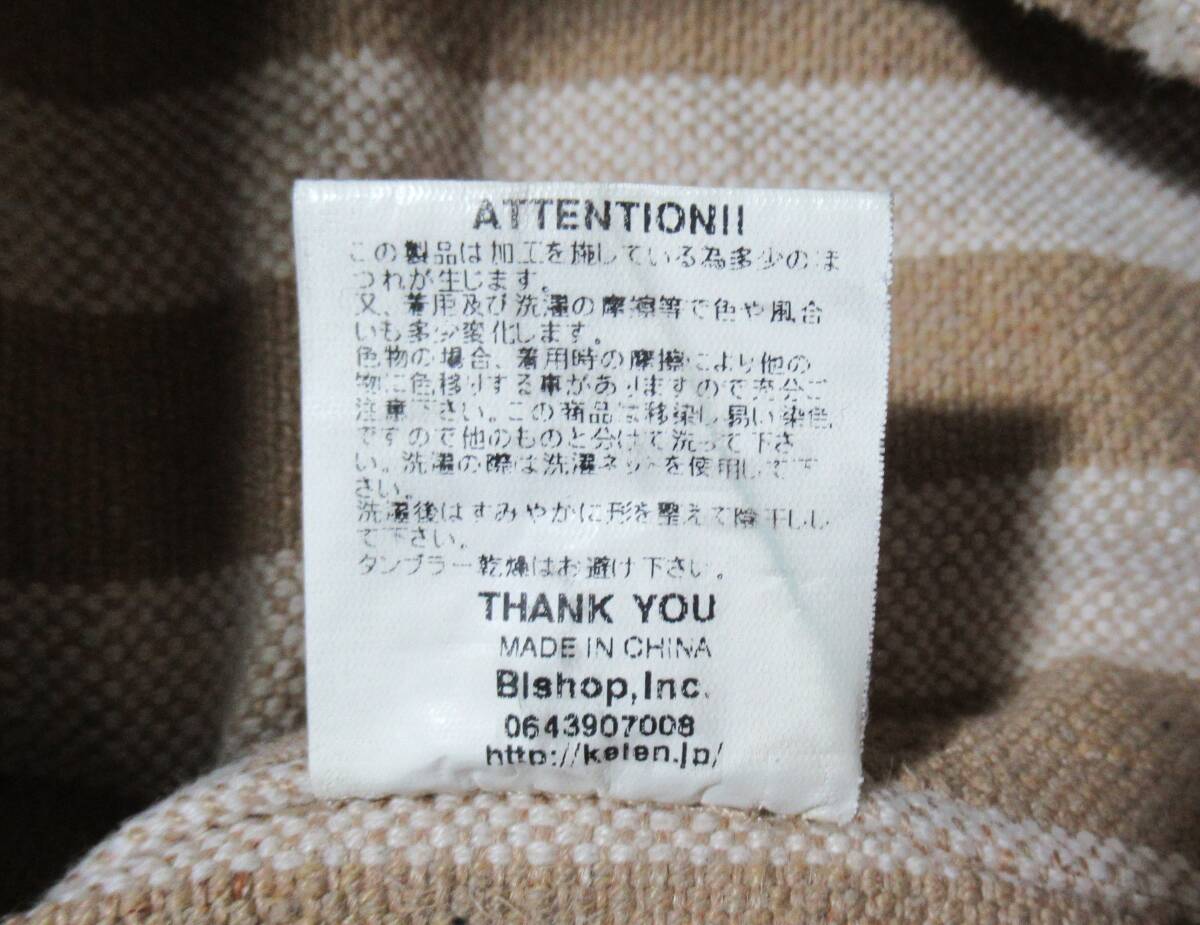 ATTENTION!!
この製品は加工を施している為多少のほ
つれが生じます。
又、着用及び洗濯の摩擦等で色や風合
いも多少変化します。
色物の場合、着用時の摩擦により他の
物に色移りする事がありますので充分ご
注意下さい。この商品は移染し易い染色
ですので他のものと分けて洗って下さ
い。洗濯の際は洗濯ネットを使用して下
さい。
洗濯後はすみやかに形を整えて陰干しし
て下さい。
タンブラー乾燥はお避け下さい。
THANK YOU
MADE IN CHINA
Bishop,Inc.
0643907008
http://kelen.jp/